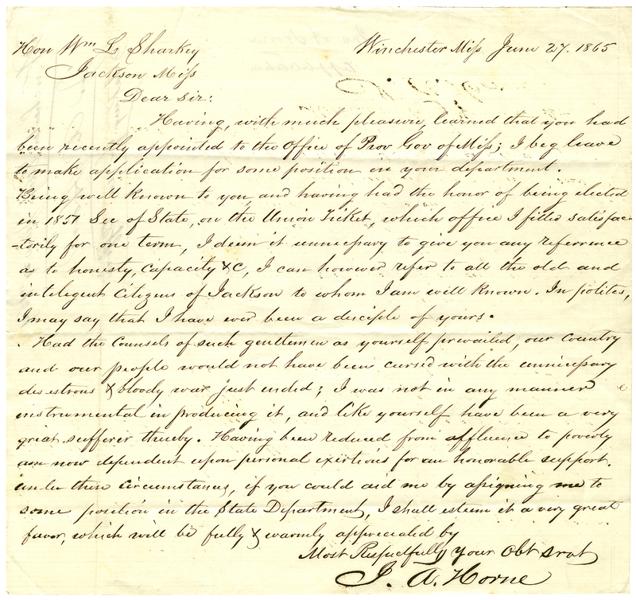 Hon Wm L Sharkey
Winchester Miss June 27. 1865
Jackson Miss
Dear Sir:
Having, with much pleasure, learned that you had
been recently appointed to the Office of Prov Gov of Miss; I beg leave
to make application for some position in your department.
Being well known to you, and having had the honor of being elected
in 1851 Sec of State, on the Union Ticket, which office I filled satisfac-
-torily for one term, I deem it unnecessary to give you any reference
as to honesty, Capacity &C, I can however refer to all the old and
intelegent Citizens of Jackson to whom I am well known. In polites,
I may say that I have ever been a disciple of yours.
Had the Counsels of such gentlemen as yourself prevailed, our Country
and our people would not have been cursed with the unnecessary
desestrous & bloody war just ended; I was not in any manner
instrumental in producing it, and like yourself have been a very
great sufferer thereby. Having been reduced from affluence to poverty
am now dependent upon personal exertions for an honorable support.
under these circumstances, if you could aid me by assigning me to
some position in the State Department, I shall esteem it a very great
favor, which will be fully & warmly appreciated by
Most Respectfully Your Obt Srvt
J. A. Horne